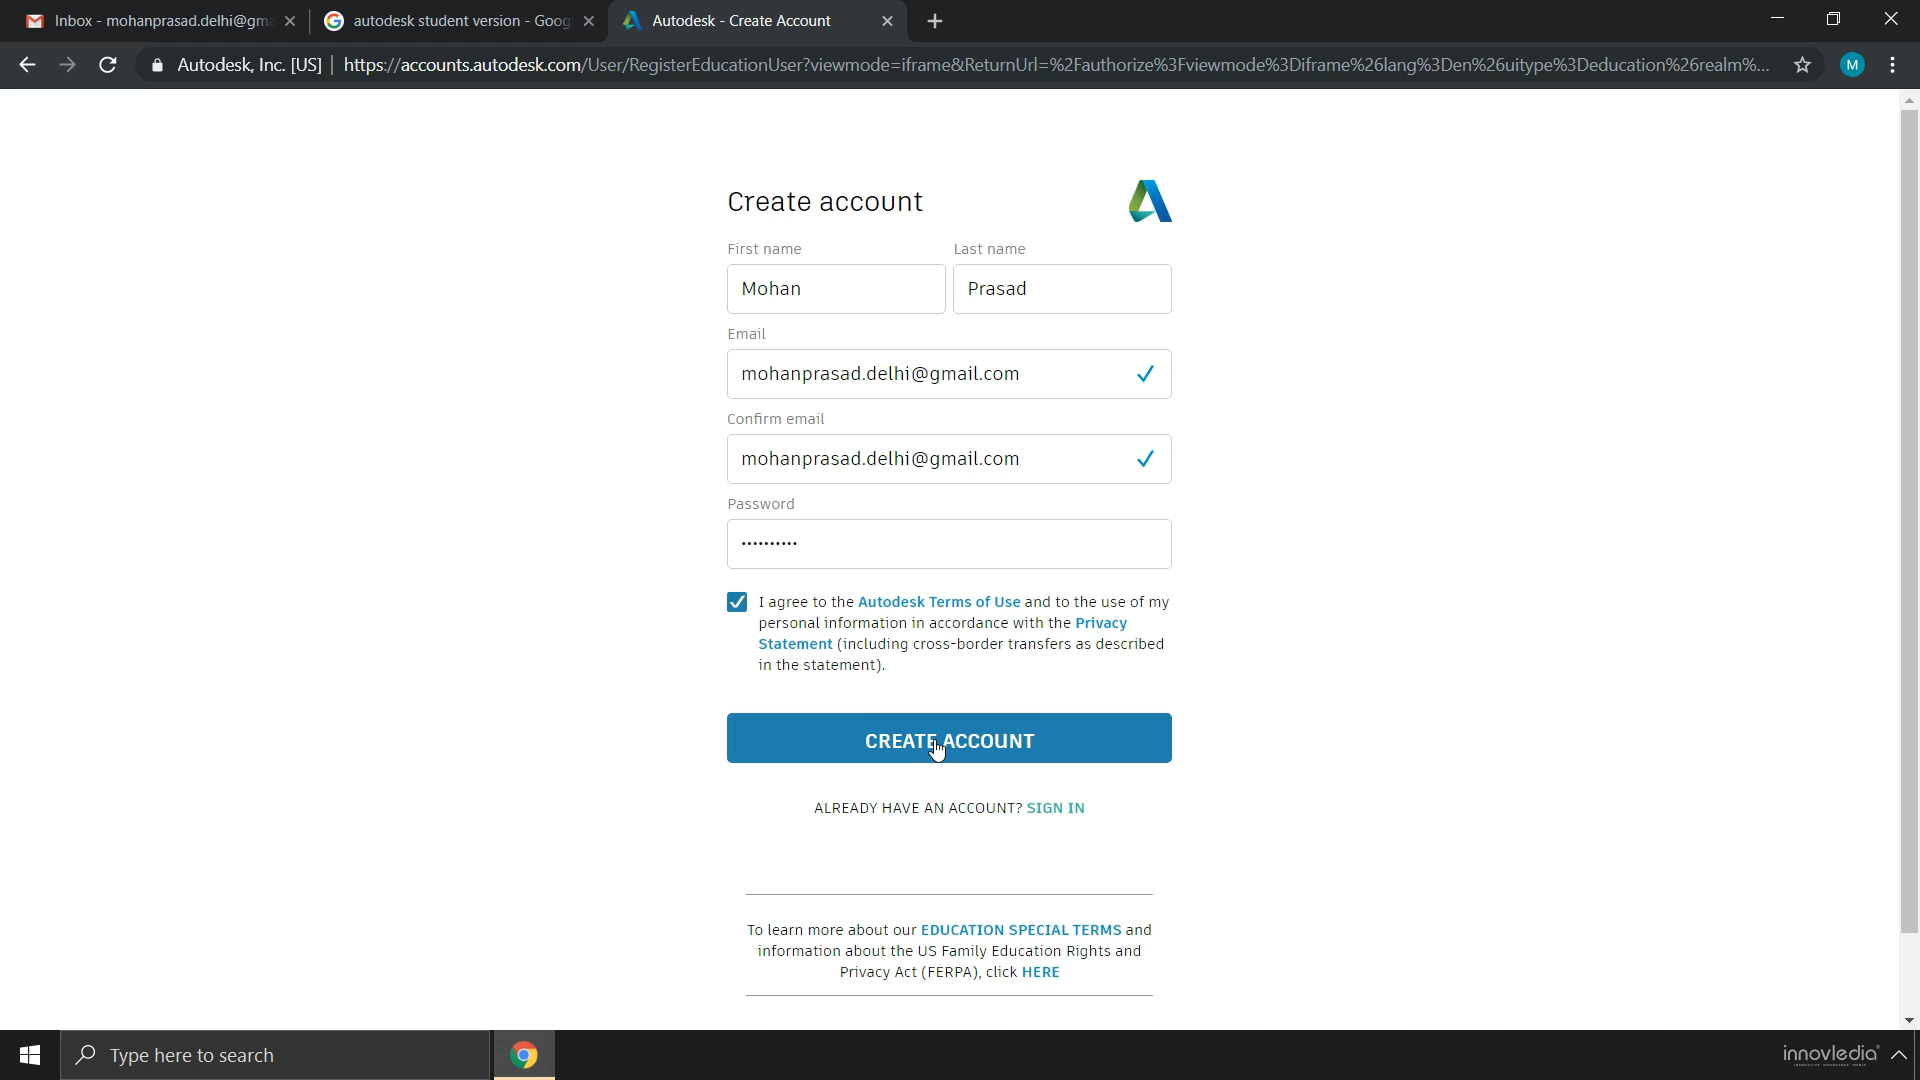 Inbox - mohanprasad.delhi@gma
autodesk student version - Goog
Autodesk - Create Account
Autodesk, Inc. [US]
https://accounts.autodesk.com/User/RegisterEducationUser?viewmode=iframe&ReturnUrl=%2Fauthorize%3Fviewmode%3Diframe%26lang%3Den%26uitype%3Deducation%26realm%...
M
Create account
First name
Last name
Mohan
Prasad
Email
mohanprasad.delhi@gmail.com
Confirm email
mohanprasad.delhi@gmail.com
Password
••••••••••
I agree to the Autodesk Terms of Use and to the use of my
personal information in accordance with the Privacy
Statement (including cross-border transfers as described
in the statement).
CREATE ACCOUNT
ALREADY HAVE AN ACCOUNT? SIGN IN
To learn more about our EDUCATION SPECIAL TERMS and
information about the US Family Education Rights and
Privacy Act (FERPA), click HERE
Type here to search
innovledia